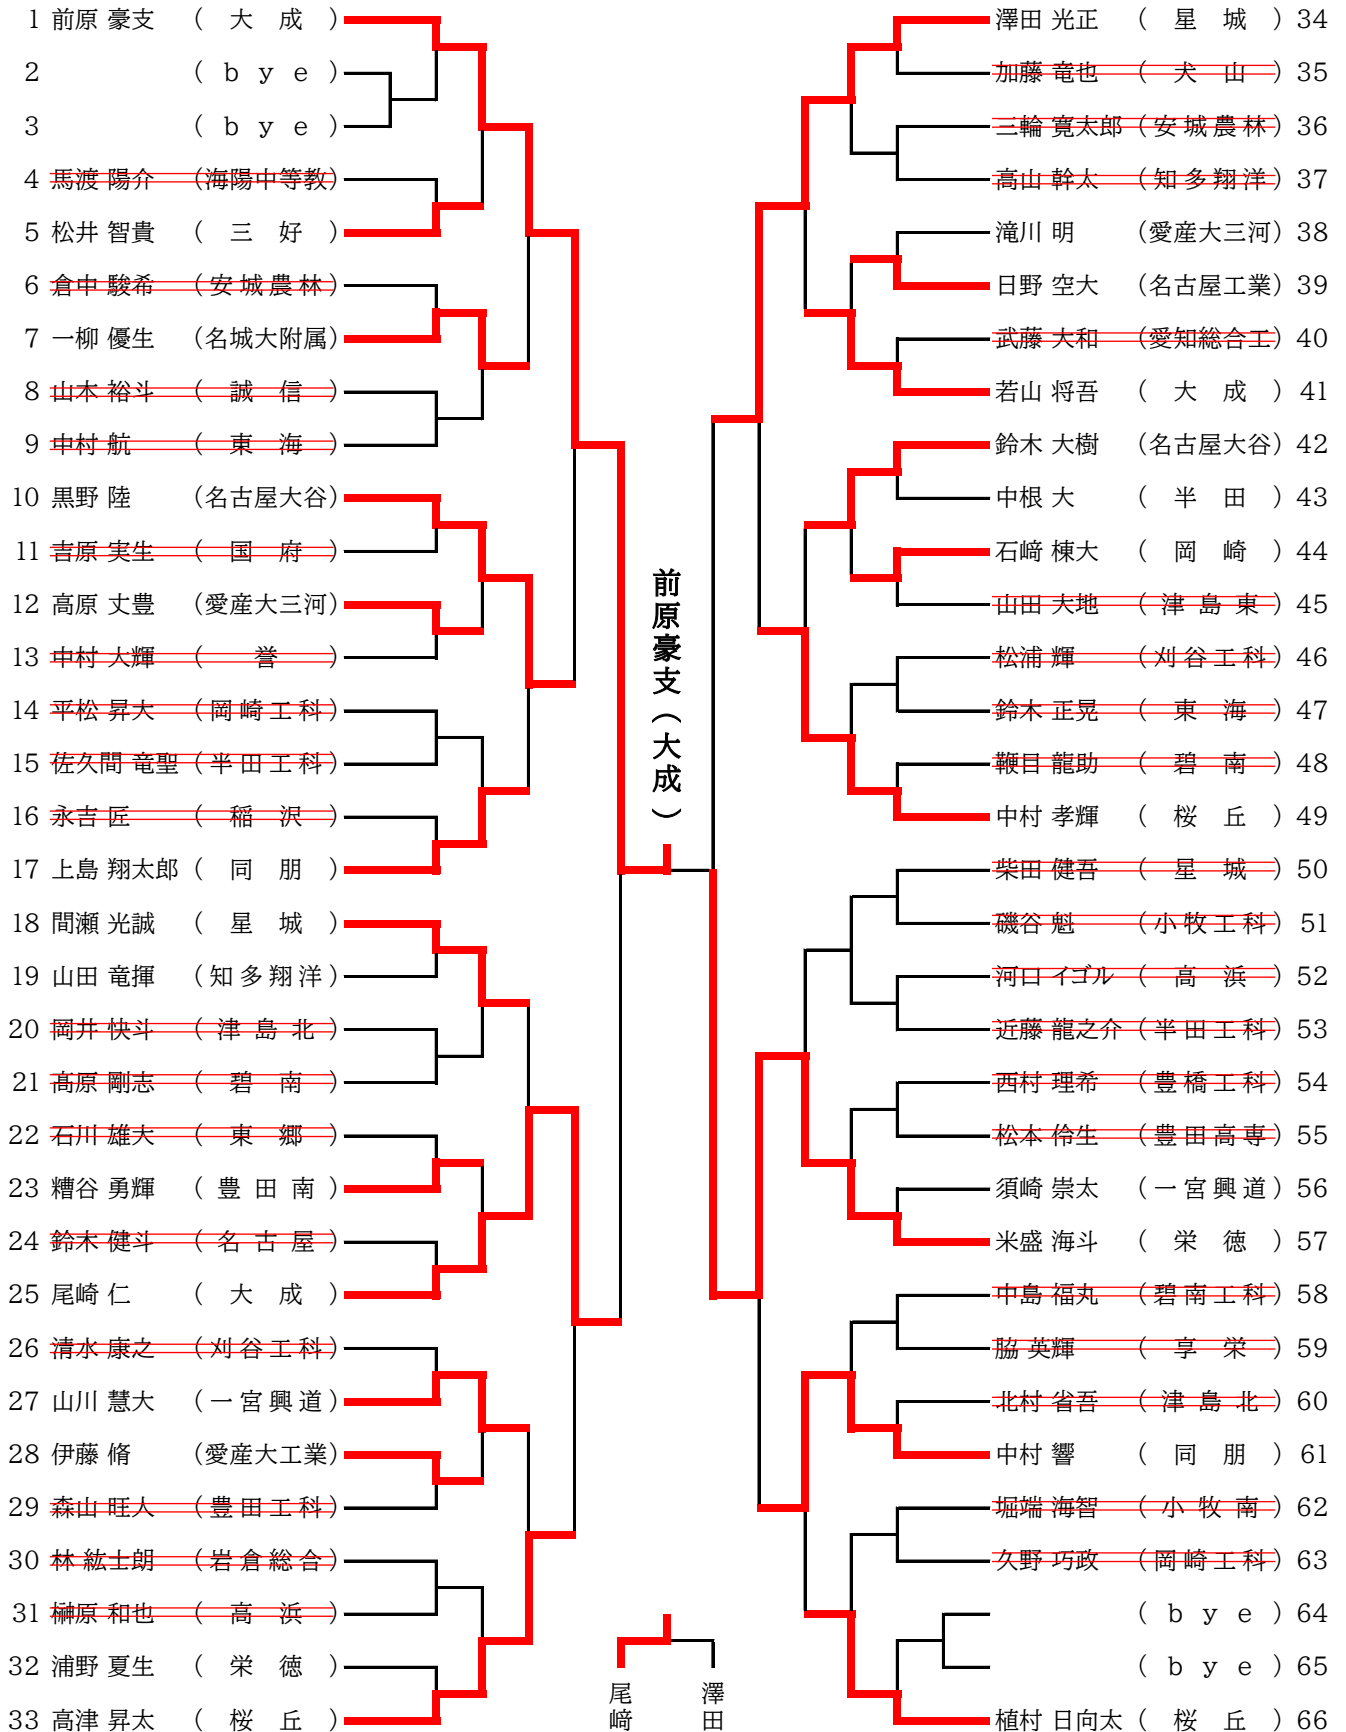 1 前原 豪支 ( 大 成 )
2 ( b y e )
3 ( b y e )
4 馬渡 陽介 (海陽中等教)
5 松井 智貴 ( 三 好 )
6 倉中 駿希 (安城農林)
7 一柳 優生 (名城大附属)
8 山本 裕斗 ( 誠 信 )
9 中村 航 ( 東 海 )
10 黒野 陸 (名古屋大谷)
11 吉原 実生 ( 国 府 )
12 高原 丈豊 (愛産大三河)
13 中村 大輝 ( 誉 )
14 平松 昇大 (岡崎工科)
15 佐久間 竜聖 (半田工科)
16 永吉 匠 ( 稲 沢 )
17 上島 翔太郎 ( 同 朋 )
18 間瀬 光誠 ( 星 城 )
19 山田 竜揮 (知多翔洋)
20 岡井 快斗 ( 津 島 北 )
21 髙原 剛志 ( 碧 南 )
22 石川 雄大 ( 東 郷 )
23 糟谷 勇輝 ( 豊 田 南 )
24 鈴木 健斗 ( 名 古 屋 )
25 尾崎 仁 ( 大 成 )
26 清水 康之 (刈谷工科)
27 山川 慧大 (一宮興道)
28 伊藤 脩 (愛産大工業)
29 森山 旺人 (豊田工科)
30 林 紘士朗 (岩倉総合)
31 榊原 和也 ( 高 浜 )
32 浦野 夏生 ( 栄 徳 )
33 高津 昇太 ( 桜 丘 )
前原豪支(大成)
尾﨑
澤田
澤田 光正 ( 星 城 ) 34
加藤 竜也 ( 犬 山 ) 35
三輪 寛太郎 (安城農林) 36
高山 幹太 (知多翔洋) 37
滝川 明 (愛産大三河) 38
日野 空大 (名古屋工業) 39
武藤 大和 (愛知総合工) 40
若山 将吾 ( 大 成 ) 41
鈴木 大樹 (名古屋大谷) 42
中根 大 ( 半 田 ) 43
石﨑 棟大 ( 岡 崎 ) 44
山田 大地 ( 津 島 東 ) 45
松浦 輝 (刈谷工科) 46
鈴木 正晃 ( 東 海 ) 47
鞭目 龍助 ( 碧 南 ) 48
中村 孝輝 ( 桜 丘 ) 49
柴田 健吾 ( 星 城 ) 50
磯谷 魁 (小牧工科) 51
河口 イゴル ( 高 浜 ) 52
近藤 龍之介 (半田工科) 53
西村 理希 (豊橋工科) 54
松本 伶生 (豊田高専) 55
須崎 崇太 (一宮興道) 56
米盛 海斗 ( 栄 徳 ) 57
中島 福丸 (碧南工科) 58
脇 英輝 ( 享 栄 ) 59
北村 省吾 ( 津 島 北 ) 60
中村 響 ( 同 朋 ) 61
堀端 海智 ( 小 牧 南 ) 62
久野 巧政 (岡崎工科) 63
( b y e ) 64
( b y e ) 65
植村 日向太 ( 桜 丘 ) 66